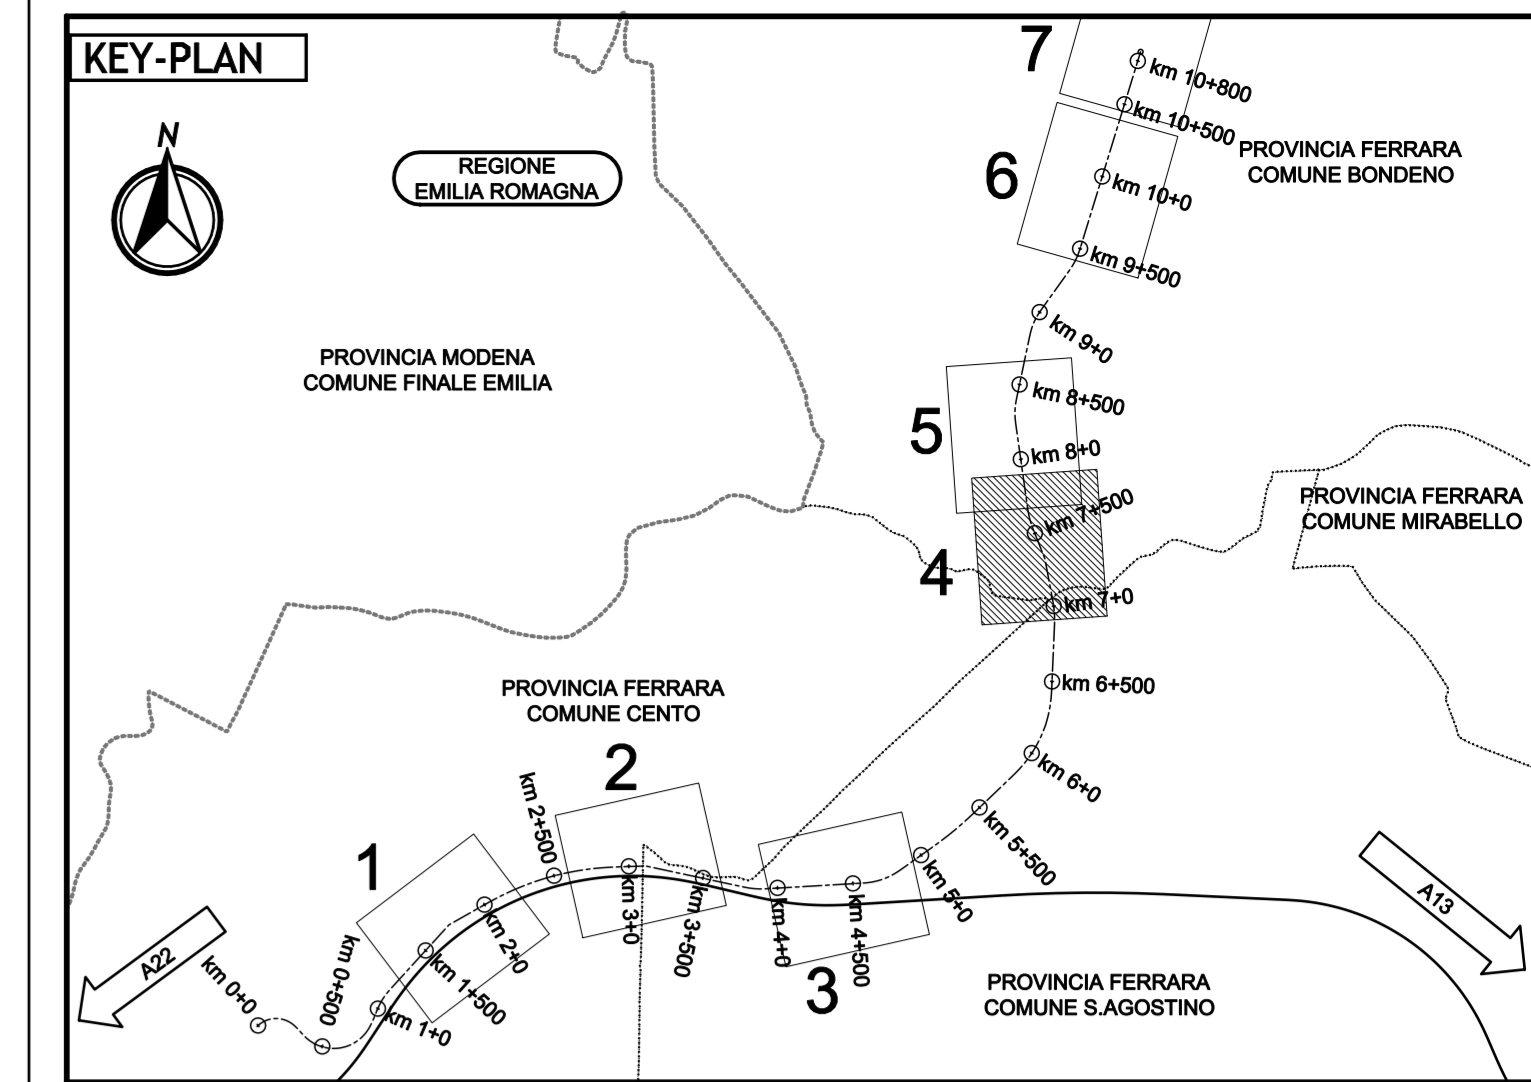 KEY-PLAN
N
REGIONE
EMILIA ROMAGNA
7
km 10+800
km 10+500
PROVINCIA FERRARA
COMUNE BONDENO
6
km 10+0
km 9+500
PROVINCIA MODENA
COMUNE FINALE EMILIA
km 9+0
5
km 8+500
km 8+0
PROVINCIA FERRARA
COMUNE MIRABELLO
km 7+500
4
km 7+0
PROVINCIA FERRARA
COMUNE CENTO
km 6+500
2
km 6+0
km 2+500
km 5+500
1
km 5+0
A13
km 3+0
km 3+500
km 4+0
km 4+500
km 2+0
A22
km 0+0
km 0+500
km 1+500
km 1+0
3
PROVINCIA FERRARA
COMUNE S.AGOSTINO